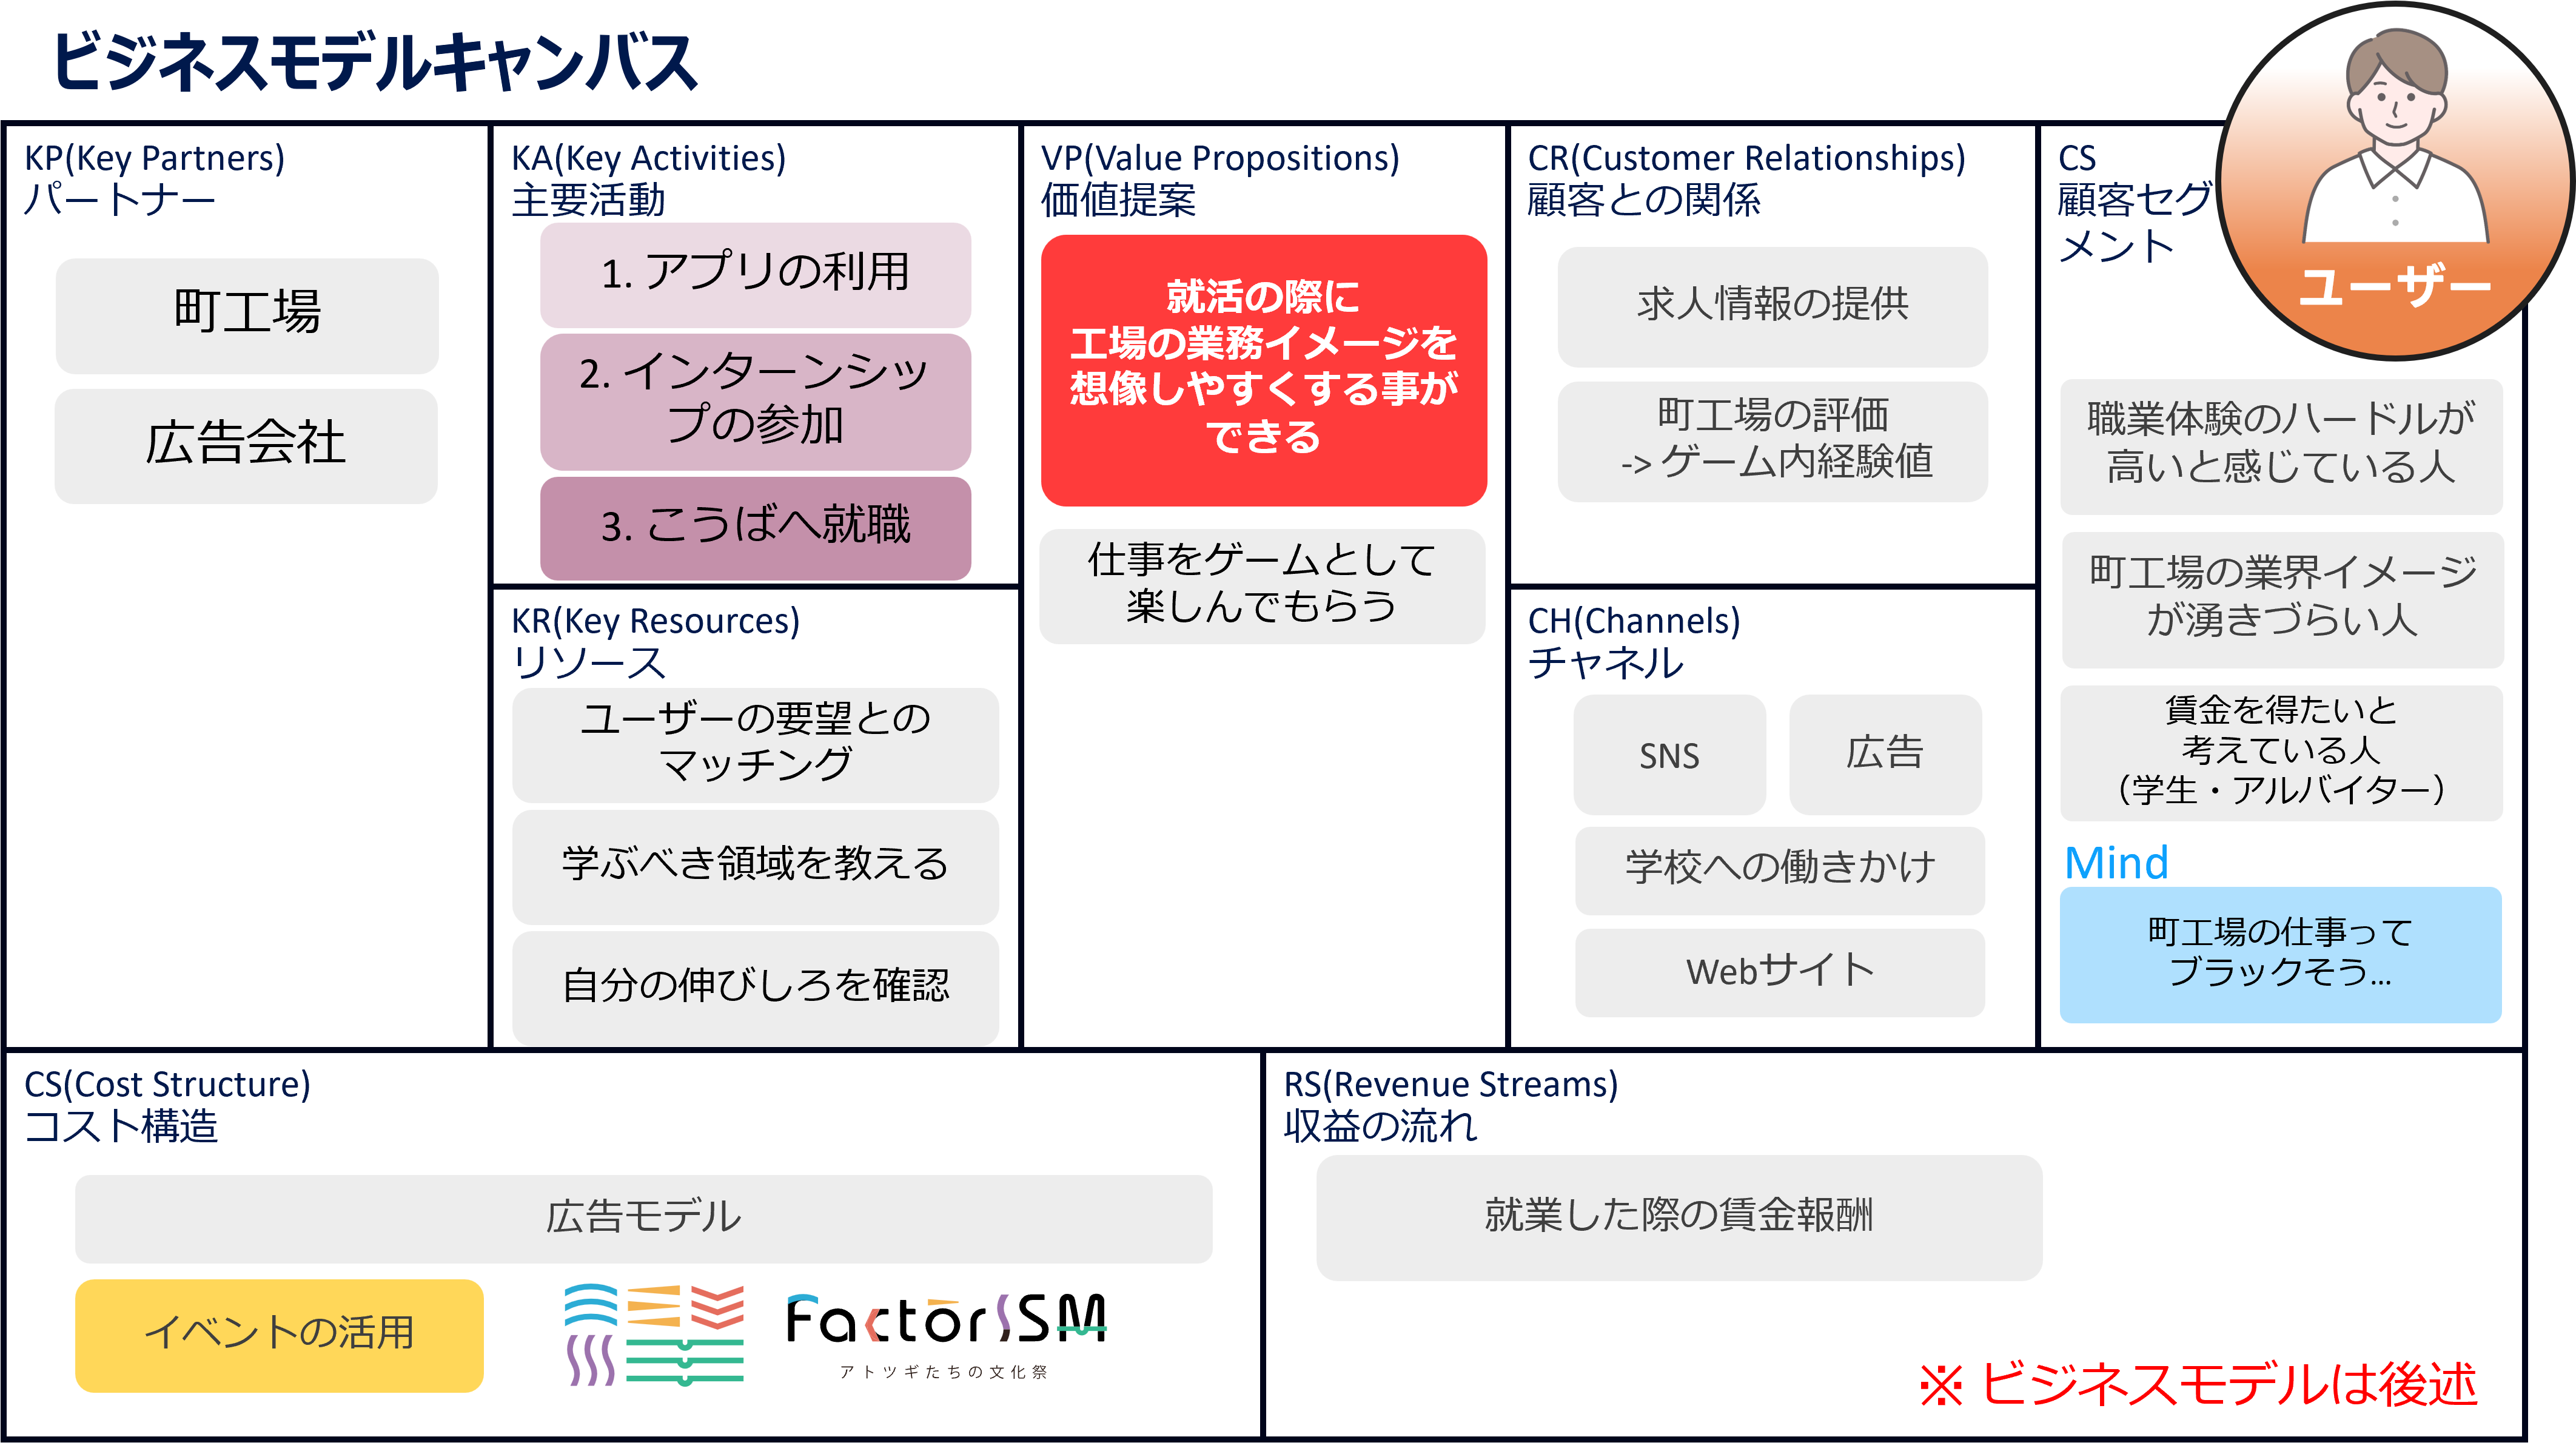 ビジネスモデルキャンバス
ユーザー
KP(Key Partners)
パートナー
町工場
広告会社
KA(Key Activities)
主要活動
1. アプリの利用
2. インターンシッ
プの参加
3. こうばへ就職
KR(Key Resources)
リソース
ユーザーの要望との
マッチング
学ぶべき領域を教える
自分の伸びしろを確認
VP(Value Propositions)
価値提案
就活の際に
工場の業務イメージを
想像しやすくする事が
できる
仕事をゲームとして
楽しんでもらう
CR(Customer Relationships)
顧客との関係
求人情報の提供
町工場の評価
-> ゲーム内経験値
CH(Channels)
チャネル
SNS
広告
学校への働きかけ
Webサイト
CS
顧客セグ
メント
職業体験のハードルが
高いと感じている人
町工場の業界イメージ
が湧きづらい人
賃金を得たいと
考えている人
（学生・アルバイター）
Mind
町工場の仕事って
ブラックそう...
CS(Cost Structure)
コスト構造
広告モデル
イベントの活用
FactorISM
アトツギたちの文化祭
RS(Revenue Streams)
収益の流れ
就業した際の賃金報酬
※ ビジネスモデルは後述